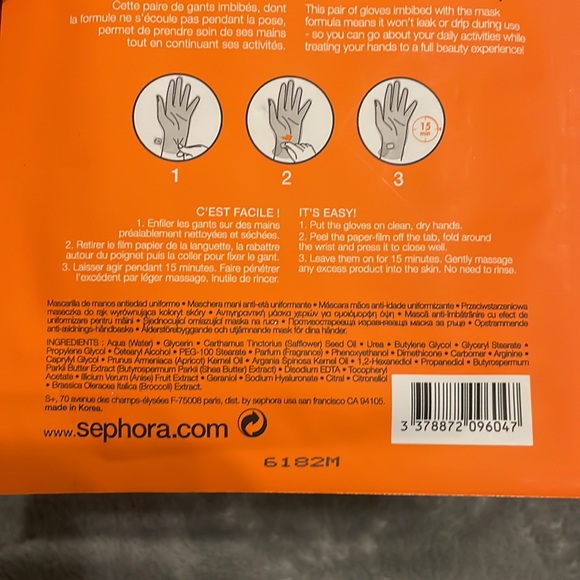 Cette paire de gants imbibés, dont
la formule ne s'écoule pas pendant la pose,
permet de prendre soin de ses mains
tout en continuant ses activités.
This pair of gloves imbibed with the mask
formula means it won't leak or drip during use
- so you can go about your daily activities while
treating your hands to a full beauty experience!
15
min
1
2
3
C'EST FACILE !
1. Enfiler les gants sur des mains
préalablement nettoyées et séchées.
2. Retirer le film papier de la languette, la rabattre
autour du poignet puis la coller pour fixer le gant.
3. Laisser agir pendant 15 minutes. Faire pénétrer
l'excédent par léger massage. Inutile de rincer.
IT'S EASY!
1. Put the gloves on clean, dry hands.
2. Peel the paper-film off the tab, fold around
the wrist and press it to close well.
3. Leave them on for 15 minutes. Gently massage
any excess product into the skin. No need to rinse.
Mascarilla de manos antiedad uniforme • Maschera mani anti-età uniformante • Máscara mãos anti-idade uniformizante • Przeciwstarzeniowa
maseczka do rąk wyrównująca koloryt skóry • Αντιγηραντική μάσκα χεριών για ομοιόμορφη όψη • Mască anti-îmbătrânire cu efect de
uniformizare pentru mâini • Sjednocující omlazující maska na ruce • Противостареющая выравнивающая маска за ръце • Opstrammende
anti-aldrings-håndmaske • Åldersförebyggande och utjämnande mask för dina händer.
INGREDIENTS : Aqua (Water) • Glycerin • Carthamus Tinctorius (Safflower) Seed Oil • Urea • Butylene Glycol • Glyceryl Stearate •
Propylene Glycol • Cetearyl Alcohol • PEG-100 Stearate • Parfum (Fragrance) • Phenoxyethanol • Dimethicone • Carbomer • Arginine •
Caprylyl Glycol • Prunus Armeniaca (Apricot) Kernel Oil • Argania Spinosa Kernel Oil • 1,2-Hexanediol • Propanediol • Butyrospermum
Parkii Butter Extract (Butyrospermum Parkii (Shea Butter) Extract) • Disodium EDTA • Tocopheryl
Acetate • Illicium Verum (Anise) Fruit Extract • Geraniol • Sodium Hyaluronate • Citral • Citronellol
• Brassica Oleracea Italica (Broccoli) Extract.
S+, 70 avenue des champs-élysées F-75008 paris, dist. by sephora usa san francisco CA 94105.
made in Korea.
www.sephora.com
3 378872 096047
6182M